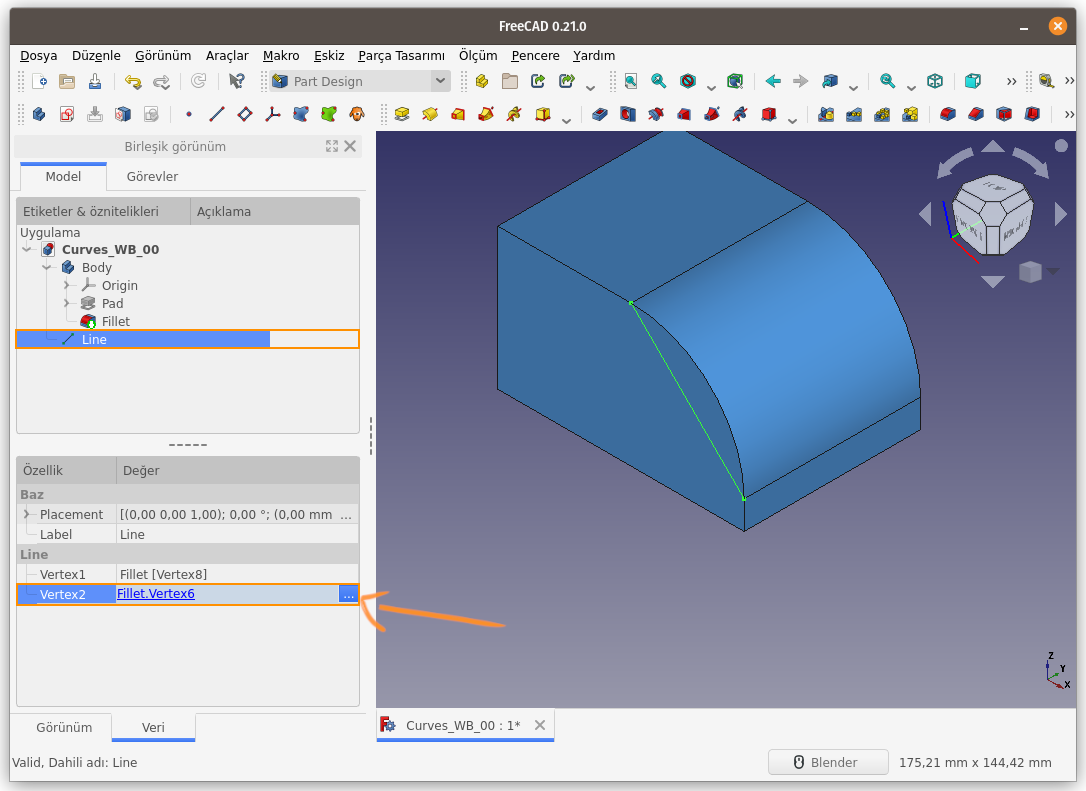 FreeCAD 0.21.0
Dosya Düzenle Görünüm Araçlar Makro Eskiz Parça Tasarımı Ölçüm Pencere Yardım
Part Design
Birleşik görünüm
Model Görevler
Etiketler & öznitelikleri Açıklama
Uygulama
Curves_WB_00
Body
Origin
Pad
Fillet
Line
Özellik Değer
Baz
Placement [(0,00 0,00 1,00); 0,00 °; (0,00 mm ...
Label Line
Line
Vertex1 Fillet [Vertex8]
Vertex2 Fillet.Vertex6 ...
Z
Y
X
Görünüm Veri
Curves_WB_00 : 1*
Valid, Dahili adı: Line
Blender 175,21 mm x 144,42 mm